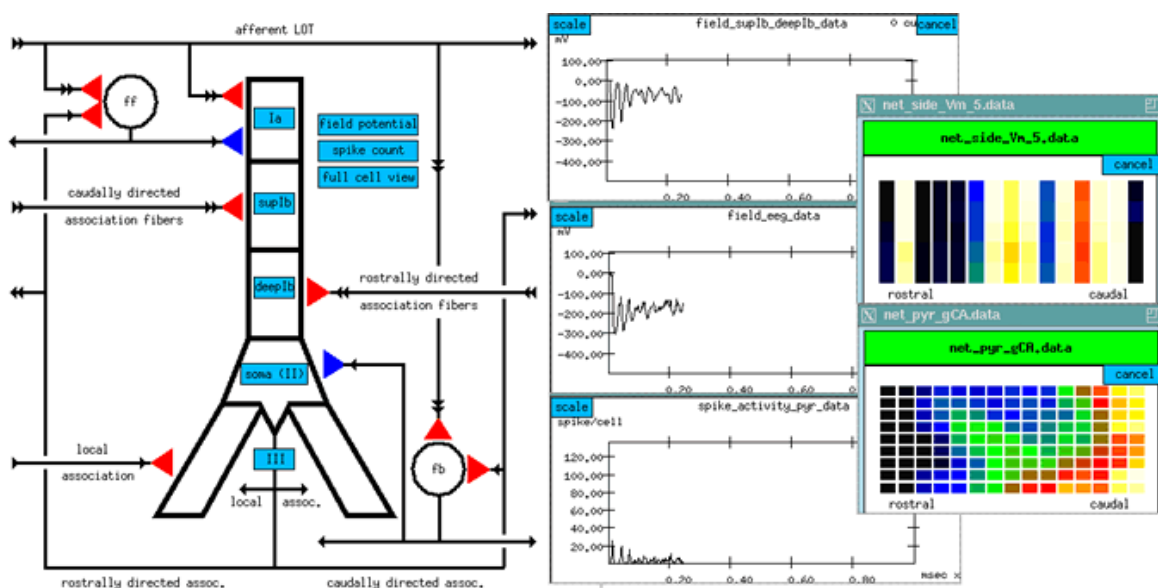 afferent LOT
ff
Ia
field potential
spike count
full cell view
caudally directed
association fibers
supIb
rostrally directed
association fibers
deepIb
soma (II)
local
association
III
local assoc.
fb
rostrally directed assoc.
caudally directed assoc.
scale
field_supIb_deepIb_data
cancel
mV
100.00
0.00
-100.00
-200.00
-300.00
-400.00
0.20
0.40
0.60
0.8
scale
field_eeg_data
mV
100.00
0.00
-100.00
-200.00
-300.00
-400.00
0.20
0.40
0.60
0.8
scale
spike_activity_pyr_data
spike/cell
120.00
100.00
80.00
60.00
40.00
20.00
0.20
0.40
0.60
0.80
msec x
net_side_Vm_5.data
net_side_Vm_5.data
cancel
rostral caudal
net_pyr_gCA.data
net_pyr_gCA.data
cancel
rostral caudal